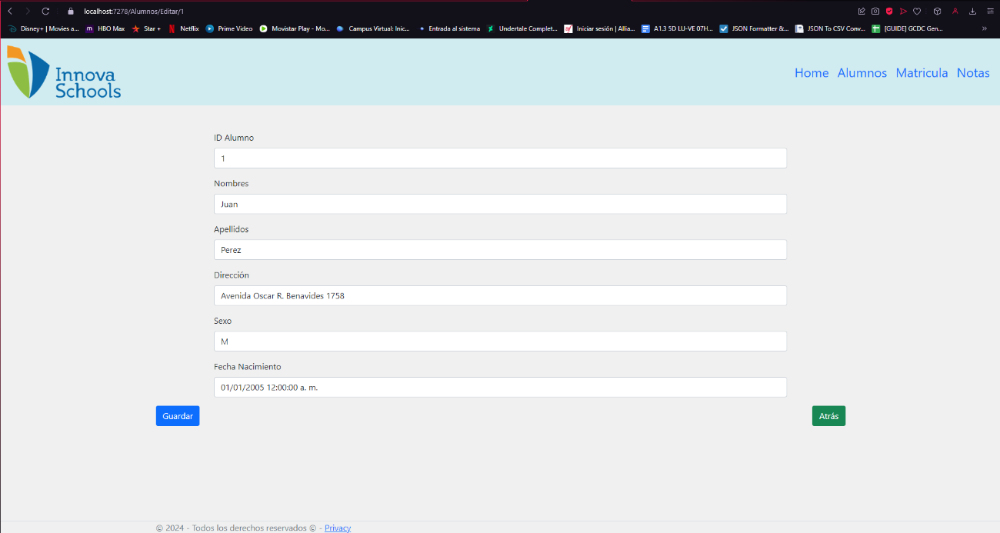 localhost:7278/Alumnos/Editar/1
Disney+ | Movies a... HBO Max Star + Netflix Prime Video Movistar Play - Mo... Campus Virtual: Inic... Entrada al sistema Undertale Complet... Iniciar sesión | Allia... A1.3 5D LU-VE 07H... JSON Formatter &... JSON To CSV Conv... [GUIDE] GCDC Gen... »
Innova
Schools
Home Alumnos Matricula Notas
ID Alumno
1
Nombres
Juan
Apellidos
Perez
Dirección
Avenida Oscar R. Benavides 1758
Sexo
M
Fecha Nacimiento
01/01/2005 12:00:00 a. m.
Guardar Atrás
© 2024 - Todos los derechos reservados © - Privacy